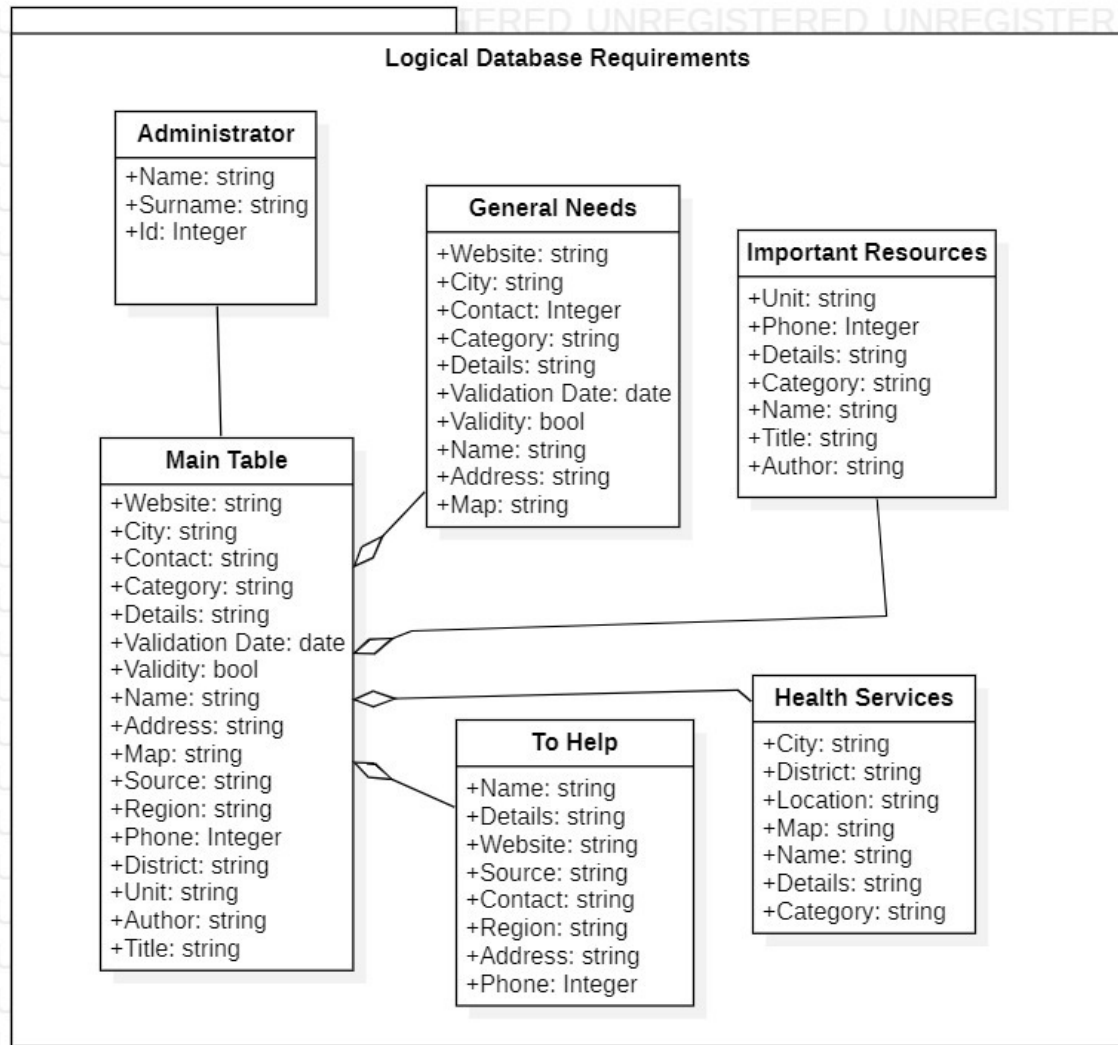 TERED UNREGISTERED UNREGISTER
Logical Database Requirements
Administrator
+Name: string
+Surname: string
+Id: Integer
General Needs
+Website: string
+City: string
+Contact: Integer
+Category: string
+Details: string
+Validation Date: date
+Validity: bool
+Name: string
+Address: string
+Map: string
Important Resources
+Unit: string
+Phone: Integer
+Details: string
+Category: string
+Name: string
+Title: string
+Author: string
Main Table
+Website: string
+City: string
+Contact: string
+Category: string
+Details: string
+Validation Date: date
+Validity: bool
+Name: string
+Address: string
+Map: string
+Source: string
+Region: string
+Phone: Integer
+District: string
+Unit: string
+Author: string
+Title: string
To Help
+Name: string
+Details: string
+Website: string
+Source: string
+Contact: string
+Region: string
+Address: string
+Phone: Integer
Health Services
+City: string
+District: string
+Location: string
+Map: string
+Name: string
+Details: string
+Category: string